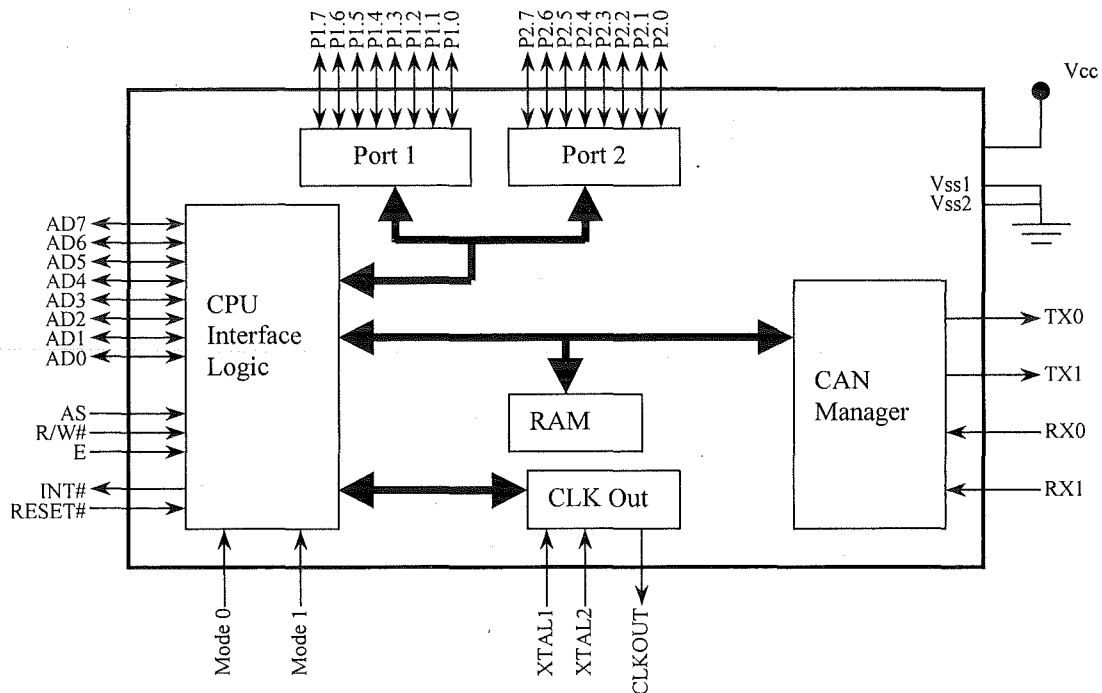 P1.7
P1.6
P1.5
P1.4
P1.3
P1.2
P1.1
P1.0
P2.7
P2.6
P2.5
P2.4
P2.3
P2.2
P2.1
P2.0
Vcc
Port 1
Port 2
Vss1
Vss2
AD7
AD6
AD5
AD4
AD3
AD2
AD1
AD0
AS
R/W#
E
INT#
RESET#
CPU
Interface
Logic
RAM
CLK Out
CAN
Manager
TX0
TX1
RX0
RX1
Mode 0
Mode 1
XTAL1
XTAL2
CLKOUT